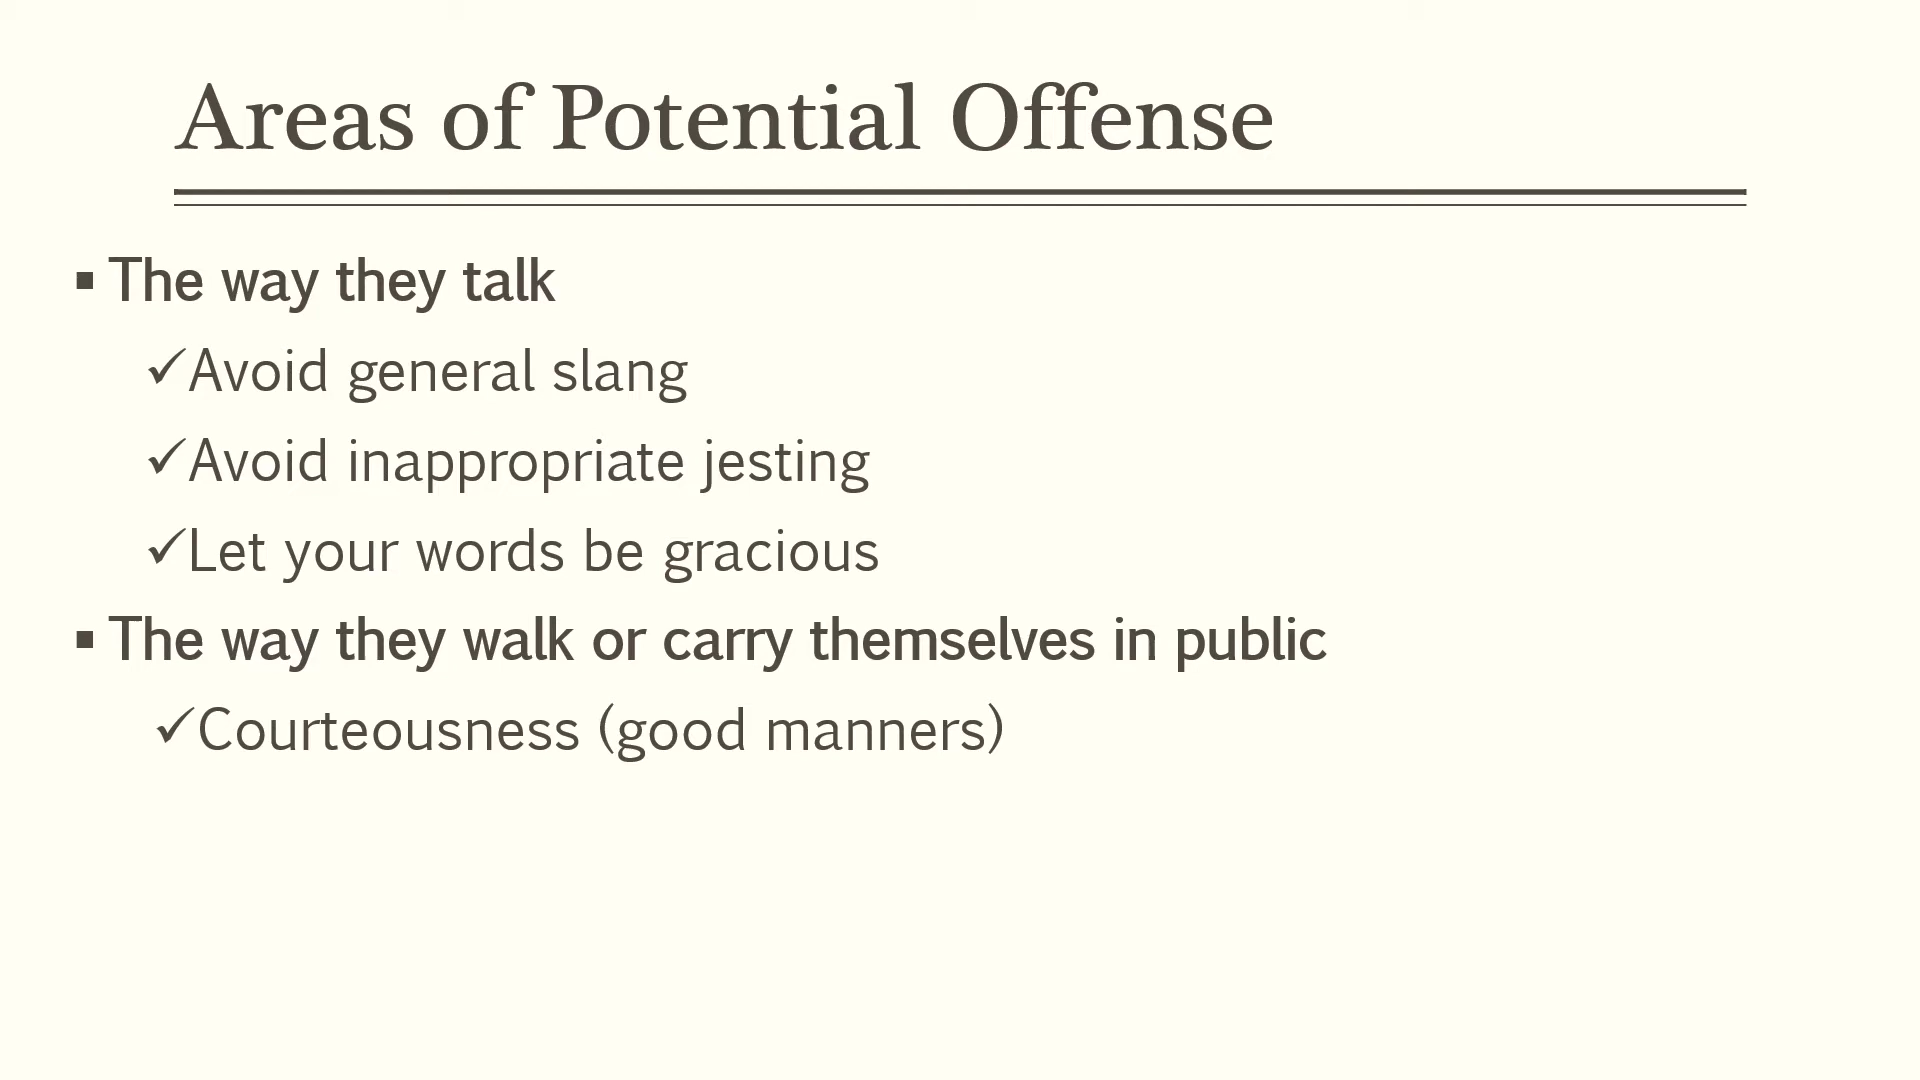 Areas of Potential Offense
▪ The way they talk
✓Avoid general slang
✓Avoid inappropriate jesting
✓Let your words be gracious
▪ The way they walk or carry themselves in public
✓Courteousness (good manners)